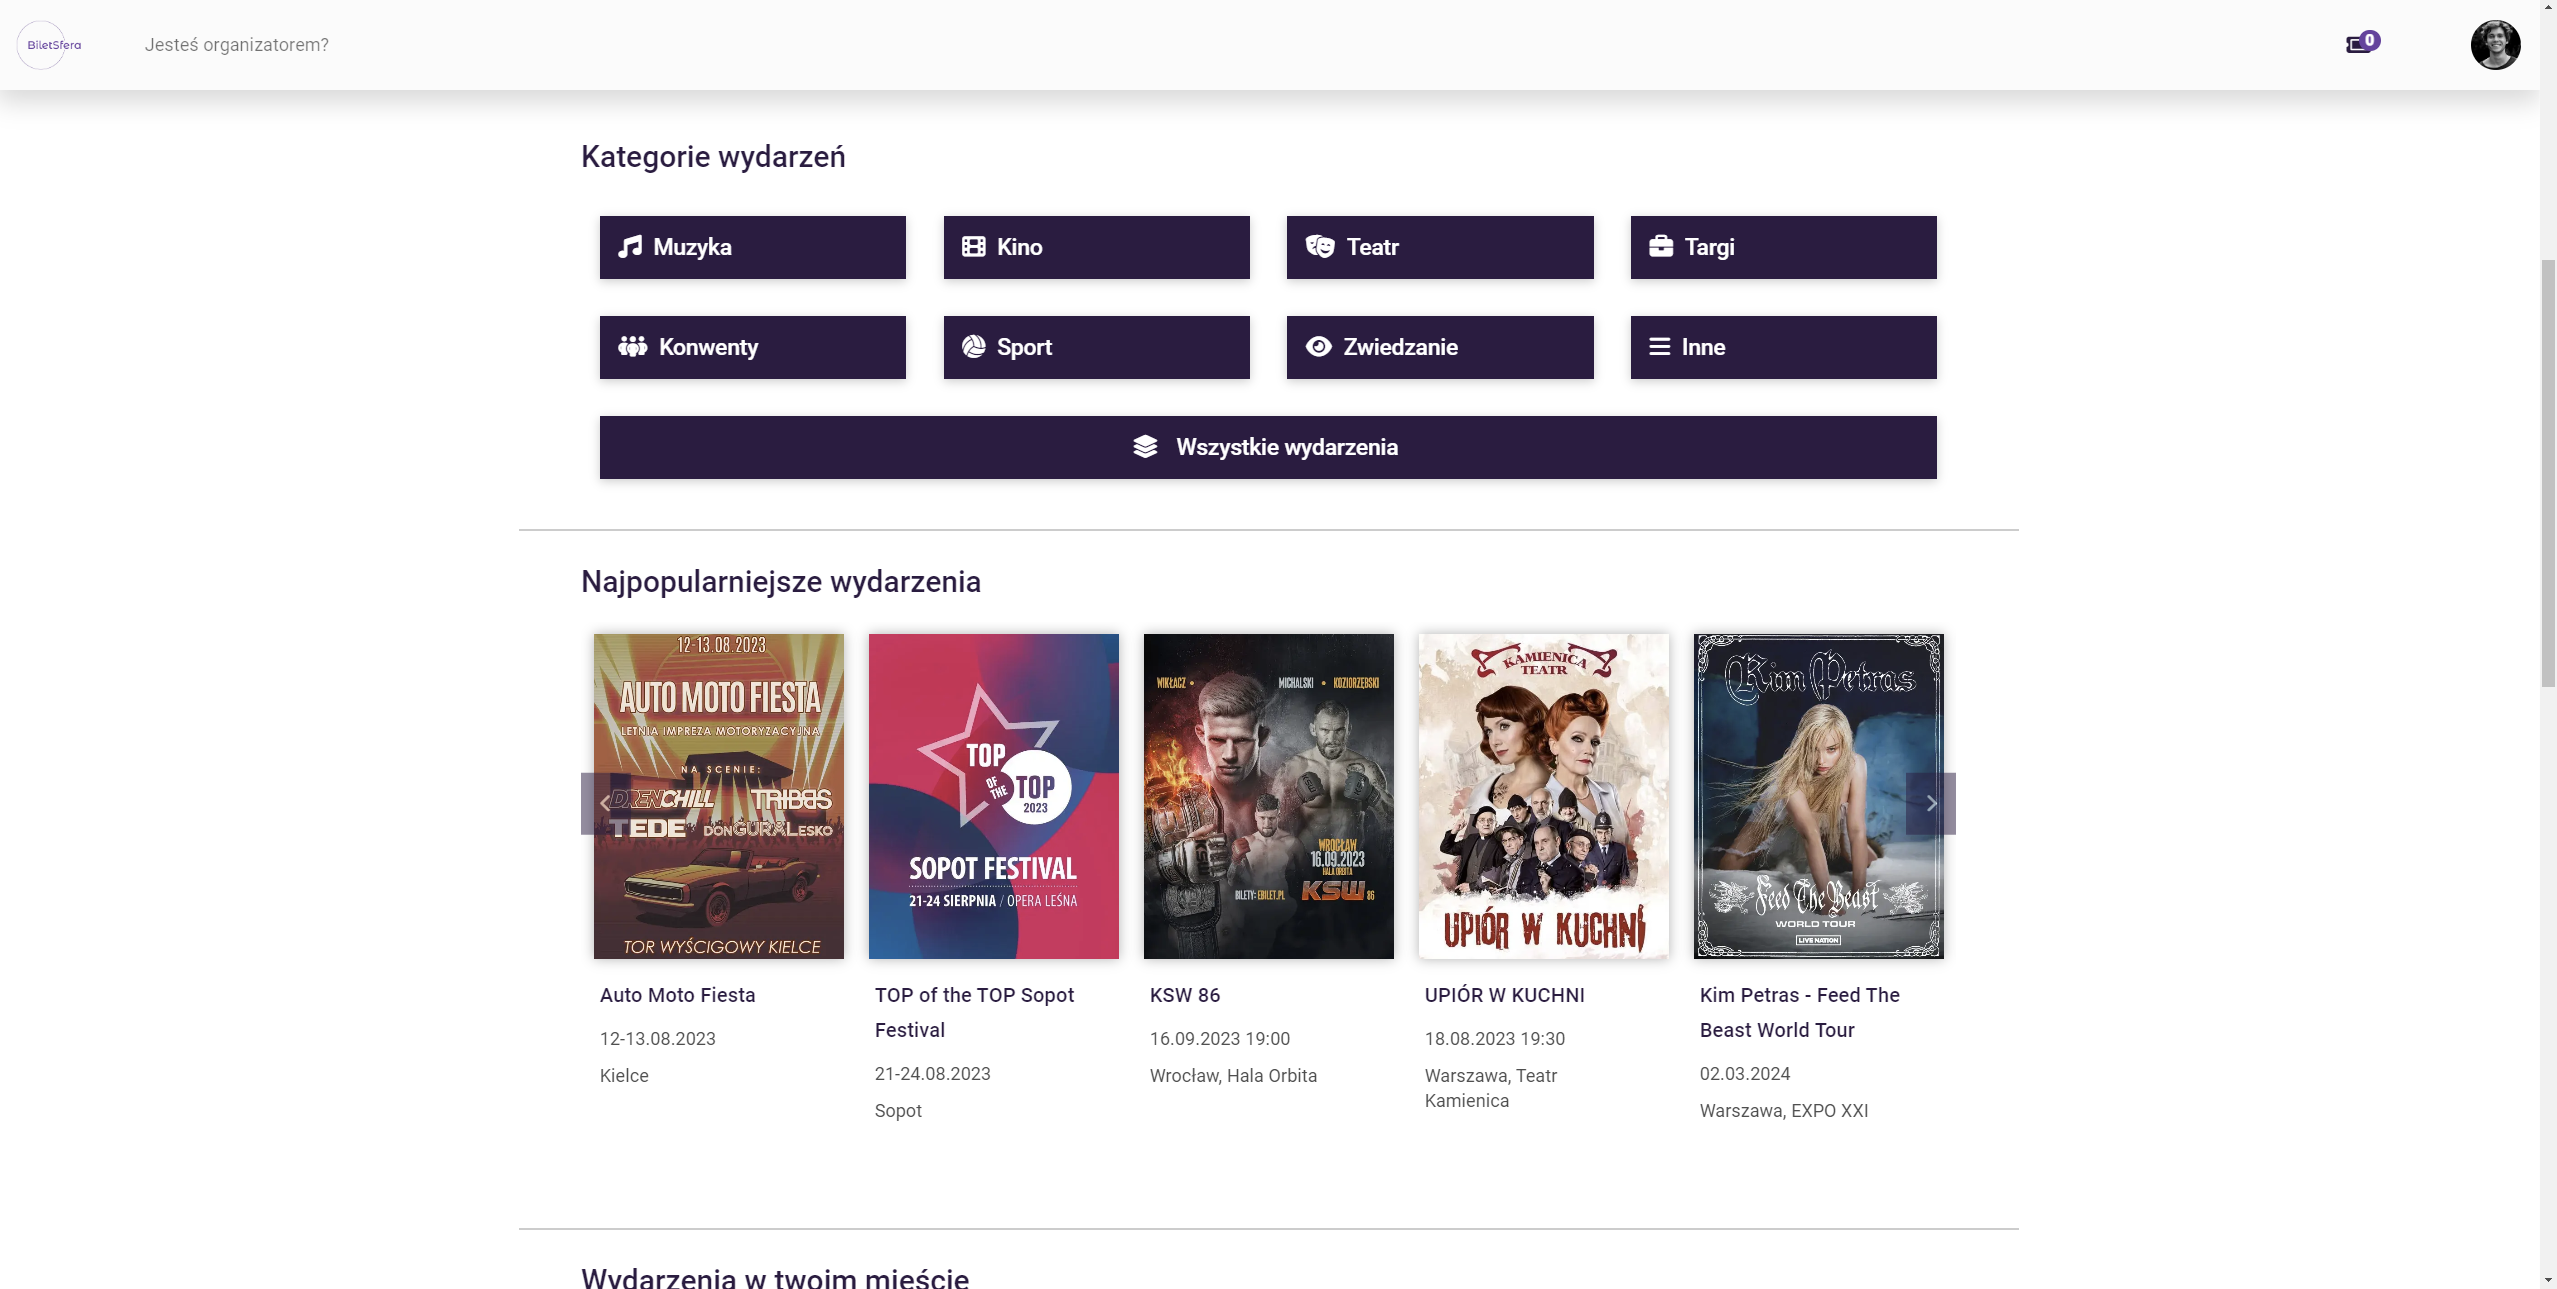 BiletSfera
Jesteś organizatorem?
0
Kategorie wydarzeń
Muzyka
Kino
Teatr
Targi
Konwenty
Sport
Zwiedzanie
Inne
Wszystkie wydarzenia
Najpopularniejsze wydarzenia
12-13.08.2023
AUTO MOTO FIESTA
LETNIA IMPREZA MOTORYZACYJNA
NA SCENIE:
DRENCHILL TRIBBS
TEDE DONGURALESKO
TOR WYŚCIGOWY KIELCE
TOP
OF THE
TOP
2023
SOPOT FESTIVAL
21-24 SIERPNIA / OPERA LEŚNA
WIKŁACZ • MICHALSKI • KOZIORZĘBSKI
WROCŁAW
16.09.2023
HALA ORBITA
BILETY: EBILET.PL KSW 86
KAMIENICA
TEATR
UPIÓR W KUCHNI
Kim Petras
Feed The Beast
WORLD TOUR
LIVE NATION
Auto Moto Fiesta
12-13.08.2023
Kielce
TOP of the TOP Sopot
Festival
21-24.08.2023
Sopot
KSW 86
16.09.2023 19:00
Wrocław, Hala Orbita
UPIÓR W KUCHNI
18.08.2023 19:30
Warszawa, Teatr
Kamienica
Kim Petras - Feed The
Beast World Tour
02.03.2024
Warszawa, EXPO XXI
Wydarzenia w twoim mieście